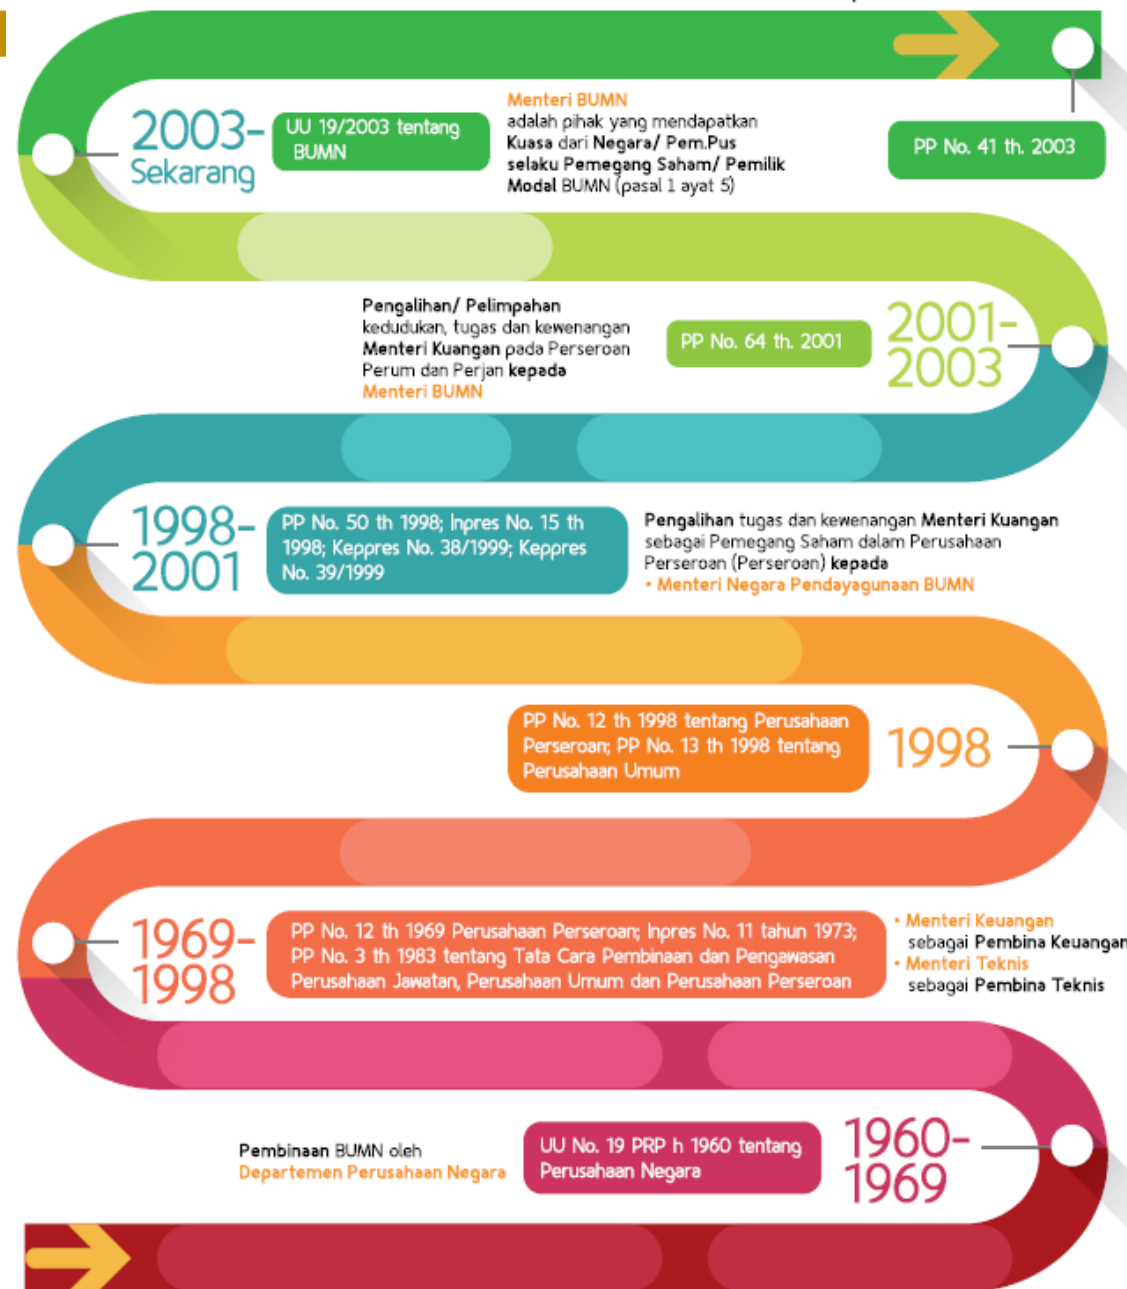 2003-
Sekarang
UU 19/2003 tentang
BUMN
Menteri BUMN
adalah pihak yang mendapatkan
Kuasa dari Negara/ Pem.Pus
selaku Pemegang Saham/ Pemilik
Modal BUMN (pasal 1 ayat 5)
PP No. 41 th. 2003
Pengalihan/ Pelimpahan
kedudukan, tugas dan kewenangan
Menteri Kuangan pada Perseroan
Perum dan Perjan kepada
Menteri BUMN
PP No. 64 th. 2001
2001-
2003
1998-
2001
PP No. 50 th 1998; Inpres No. 15 th
1998; Keppres No. 38/1999; Keppres
No. 39/1999
Pengalihan tugas dan kewenangan Menteri Kuangan
sebagai Pemegang Saham dalam Perusahaan
Perseroan (Perseroan) kepada
• Menteri Negara Pendayagunaan BUMN
PP No. 12 th 1998 tentang Perusahaan
Perseroan; PP No. 13 th 1998 tentang
Perusahaan Umum
1998
1969-
1998
PP No. 12 th 1969 Perusahaan Perseroan; Inpres No. 11 tahun 1973;
PP No. 3 th 1983 tentang Tata Cara Pembinaan dan Pengawasan
Perusahaan Jawatan, Perusahaan Umum dan Perusahaan Perseroan
• Menteri Keuangan
sebagai Pembina Keuangan
• Menteri Teknis
sebagai Pembina Teknis
Pembinaan BUMN oleh
Departemen Perusahaan Negara
UU No. 19 PRP h 1960 tentang
Perusahaan Negara
1960-
1969